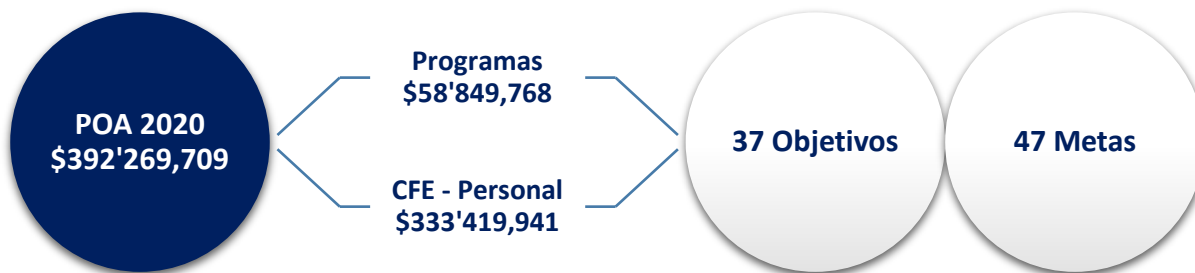 POA 2020
$392'269,709
Programas
$58'849,768
CFE - Personal
$333'419,941
37 Objetivos
47 Metas